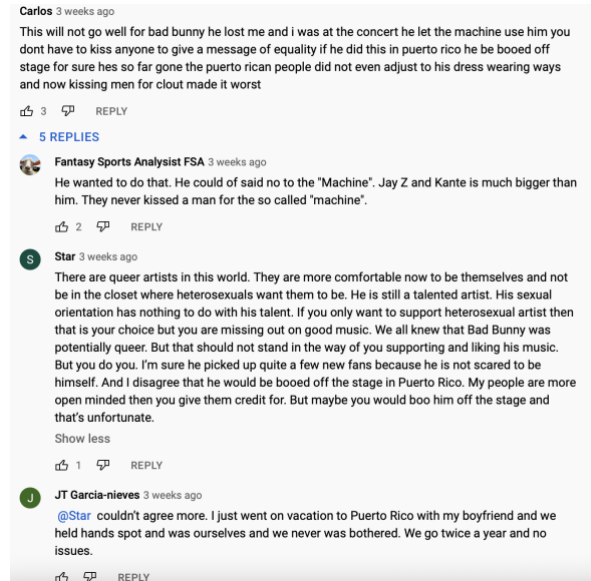 Carlos 3 weeks ago
This will not go well for bad bunny he lost me and i was at the concert he let the machine use him you
dont have to kiss anyone to give a message of equality if he did this in puerto rico he be booed off
stage for sure hes so far gone the puerto rican people did not even adjust to his dress wearing ways
and now kissing men for clout made it worst
3 REPLY
5 REPLIES
Fantasy Sports Analysist FSA 3 weeks ago
He wanted to do that. He could of said no to the "Machine". Jay Z and Kante is much bigger than
him. They never kissed a man for the so called "machine".
2 REPLY
S
Star 3 weeks ago
There are queer artists in this world. They are more comfortable now to be themselves and not
be in the closet where heterosexuals want them to be. He is still a talented artist. His sexual
orientation has nothing to do with his talent. If you only want to support heterosexual artist then
that is your choice but you are missing out on good music. We all knew that Bad Bunny was
potentially queer. But that should not stand in the way of you supporting and liking his music.
But you do you. I'm sure he picked up quite a few new fans because he is not scared to be
himself. And I disagree that he would be booed off the stage in Puerto Rico. My people are more
open minded then you give them credit for. But maybe you would boo him off the stage and
that's unfortunate.
Show less
1 REPLY
J
JT Garcia-nieves 3 weeks ago
@Star couldn't agree more. I just went on vacation to Puerto Rico with my boyfriend and we
held hands spot and was ourselves and we never was bothered. We go twice a year and no
issues.
REPLY